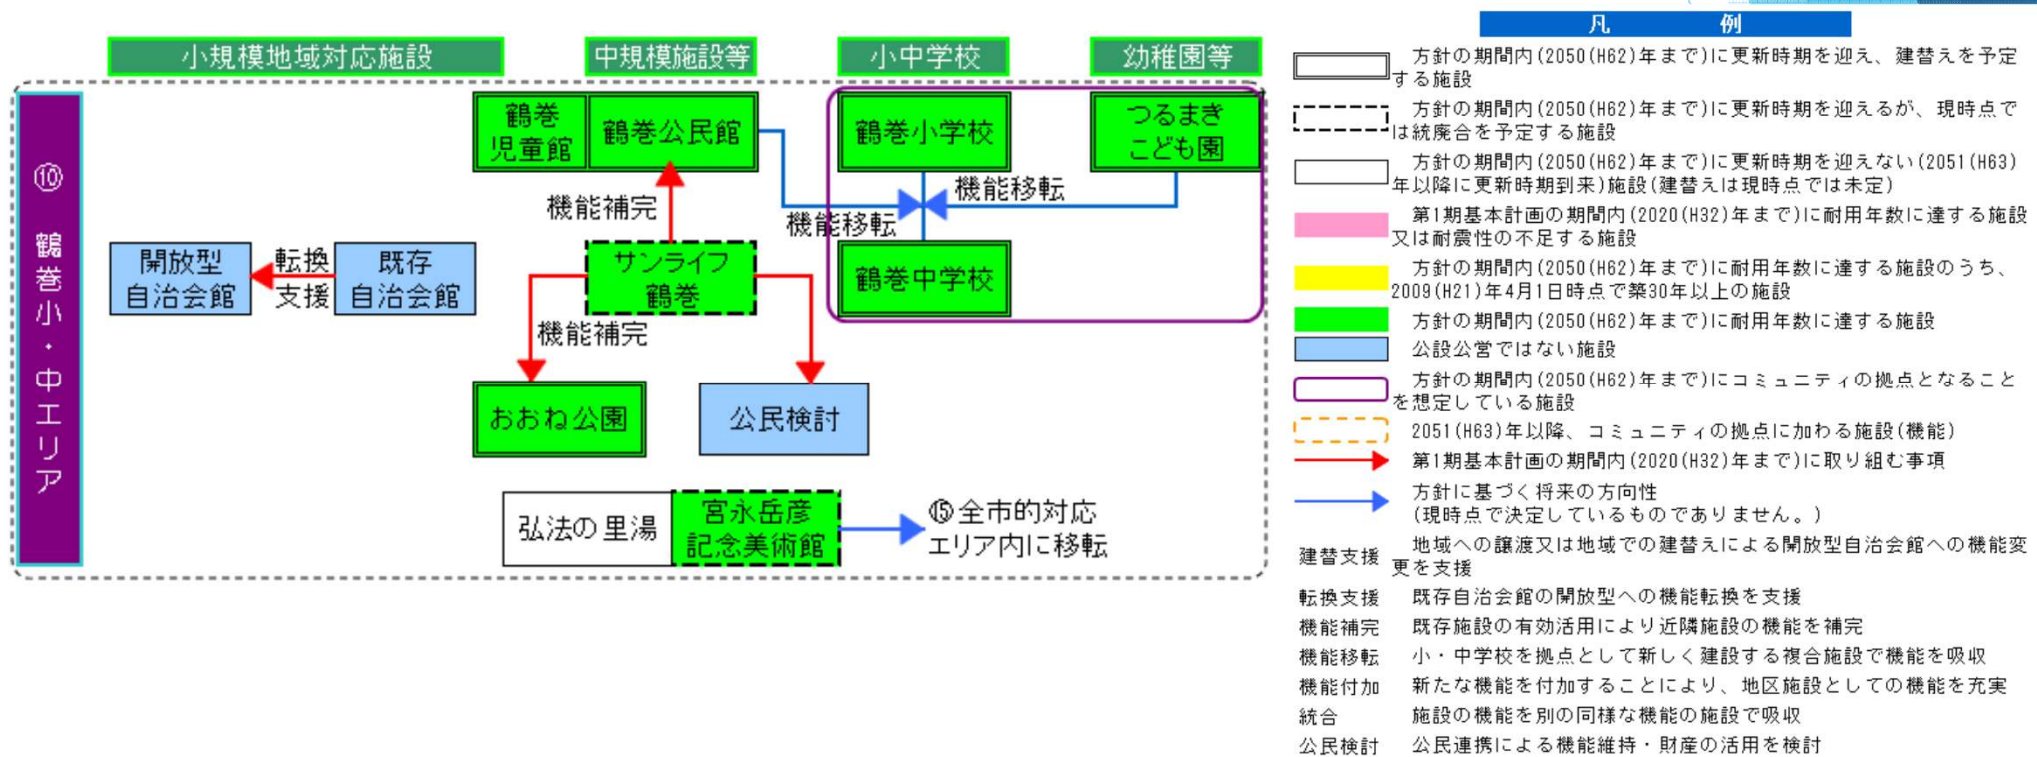 小規模地域対応施設
中規模施設等
小中学校
幼稚園等
⑩ 鶴巻小・中エリア
鶴巻
児童館
鶴巻公民館
鶴巻小学校
つるまき
こども園
機能補完
機能移転
機能移転
開放型
自治会館
転換
支援
既存
自治会館
サンライフ
鶴巻
鶴巻中学校
機能補完
おおね公園
公民検討
弘法の里湯
宮永岳彦
記念美術館
⑮全市的対応
エリア内に移転
凡 例
方針の期間内(2050(H62)年まで)に更新時期を迎え、建替えを予定
する施設
方針の期間内(2050(H62)年まで)に更新時期を迎えるが、現時点で
は統廃合を予定する施設
方針の期間内(2050(H62)年まで)に更新時期を迎えない(2051(H63)
年以降に更新時期到来)施設(建替えは現時点では未定)
第1期基本計画の期間内(2020(H32)年まで)に耐用年数に達する施設
又は耐震性の不足する施設
方針の期間内(2050(H62)年まで)に耐用年数に達する施設のうち、
2009(H21)年4月1日時点で築30年以上の施設
方針の期間内(2050(H62)年まで)に耐用年数に達する施設
公設公営ではない施設
方針の期間内(2050(H62)年まで)にコミュニティの拠点となること
を想定している施設
2051(H63)年以降、コミュニティの拠点に加わる施設(機能)
第1期基本計画の期間内(2020(H32)年まで)に取り組む事項
方針に基づく将来の方向性
(現時点で決定しているものでありません。)
建替支援 地域への譲渡又は地域での建替えによる開放型自治会館への機能変
更を支援
転換支援 既存自治会館の開放型への機能転換を支援
機能補完 既存施設の有効活用により近隣施設の機能を補完
機能移転 小・中学校を拠点として新しく建設する複合施設で機能を吸収
機能付加 新たな機能を付加することにより、地区施設としての機能を充実
統合 施設の機能を別の同様な機能の施設で吸収
公民検討 公民連携による機能維持・財産の活用を検討